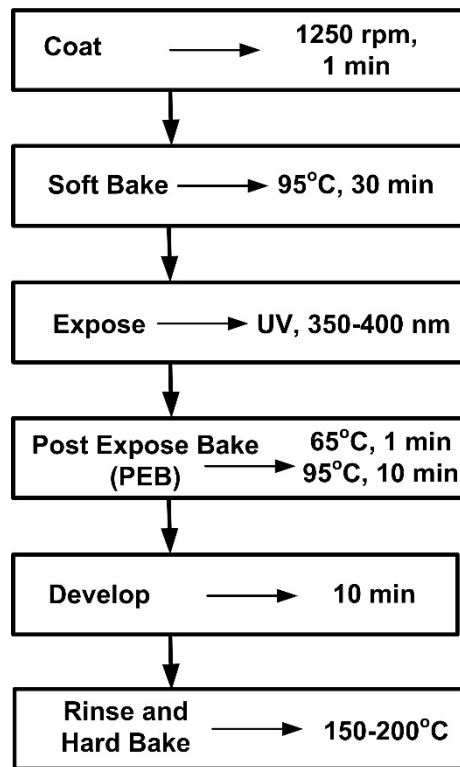 Coat 1250 rpm,
1 min
Soft Bake 95°C, 30 min
Expose UV, 350-400 nm
Post Expose Bake
(PEB)
65°C, 1 min
95°C, 10 min
Develop 10 min
Rinse and
Hard Bake
150-200°C